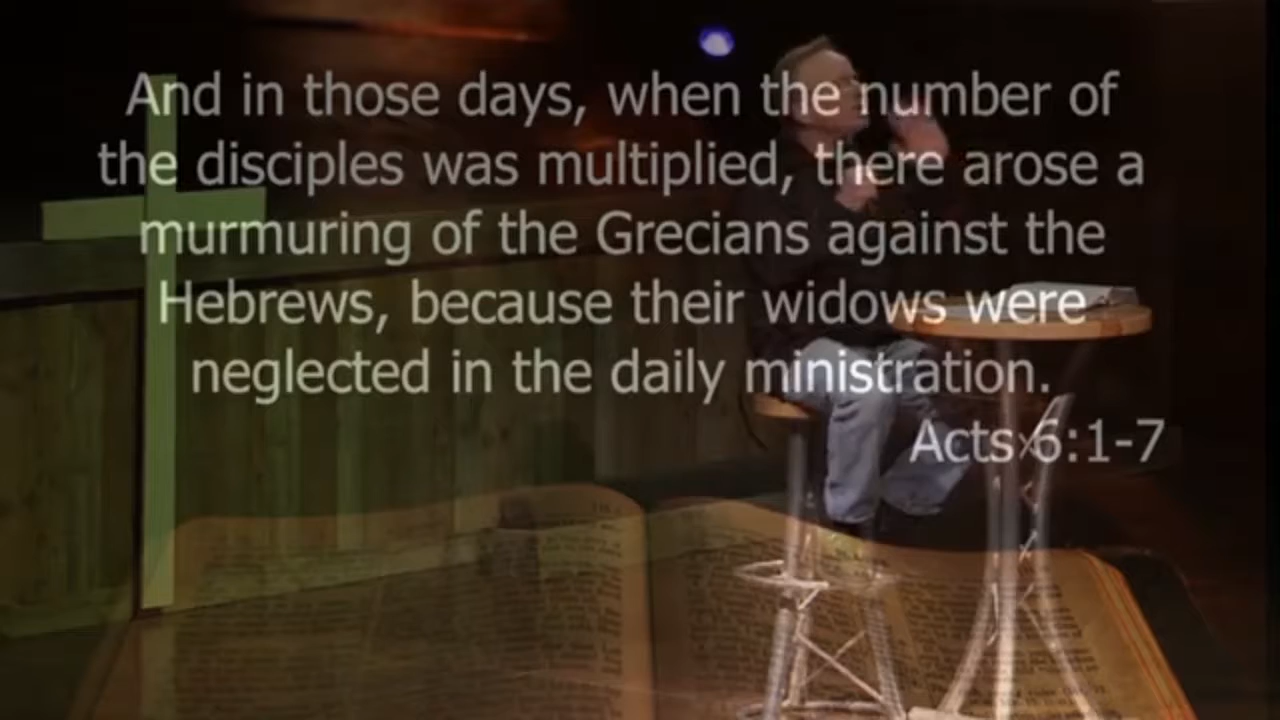 And in those days, when the number of
the disciples was multiplied, there arose a
murmuring of the Grecians against the
Hebrews, because their widows were
neglected in the daily ministration.
Acts 6:1-7